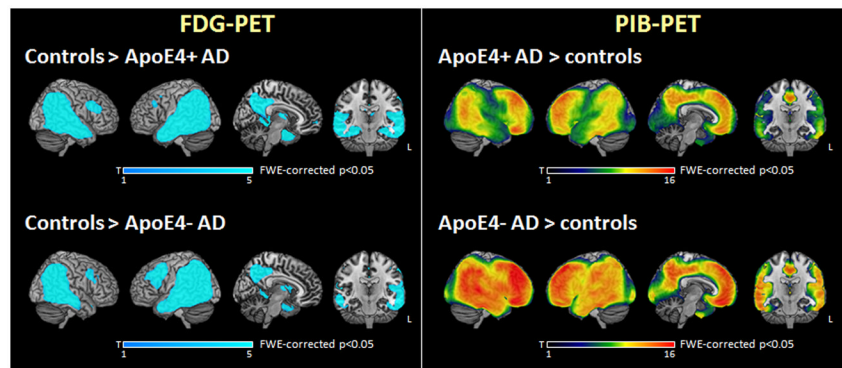 FDG-PET
Controls > ApoE4+ AD
L
T
FWE-corrected p<0.05
1
5
Controls > ApoE4- AD
L
T
FWE-corrected p<0.05
1
5
PIB-PET
ApoE4+ AD > controls
L
T
FWE-corrected p<0.05
1
16
ApoE4- AD > controls
L
T
FWE-corrected p<0.05
1
16